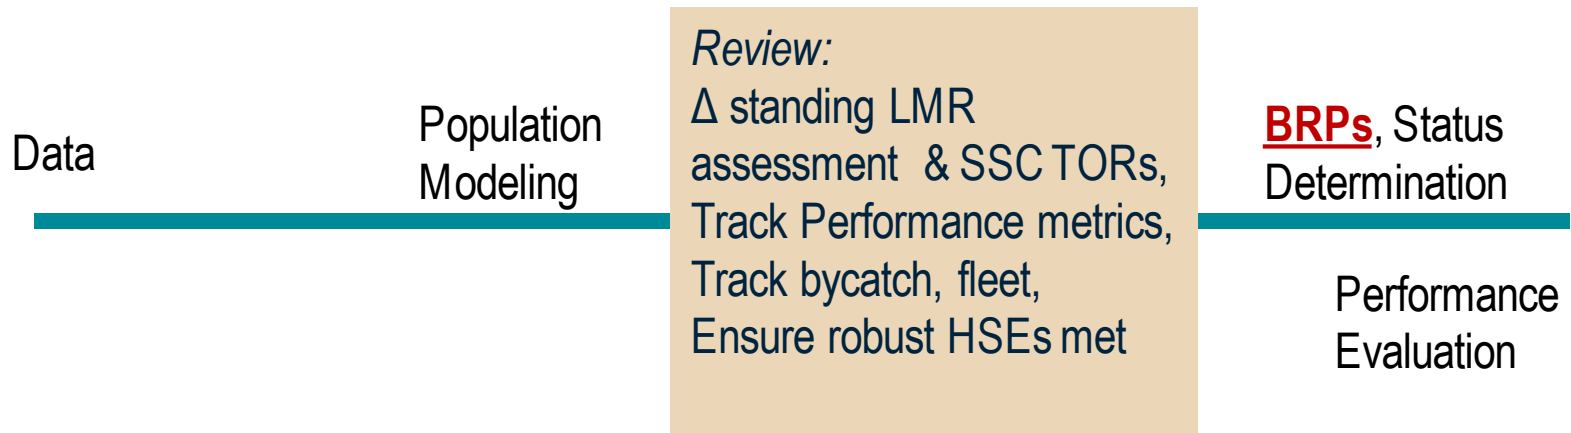 Data
Population
Modeling
Review:
Δ standing LMR
assessment & SSC TORs,
Track Performance metrics,
Track bycatch, fleet,
Ensure robust HSEs met
BRPs, Status
Determination
Performance
Evaluation